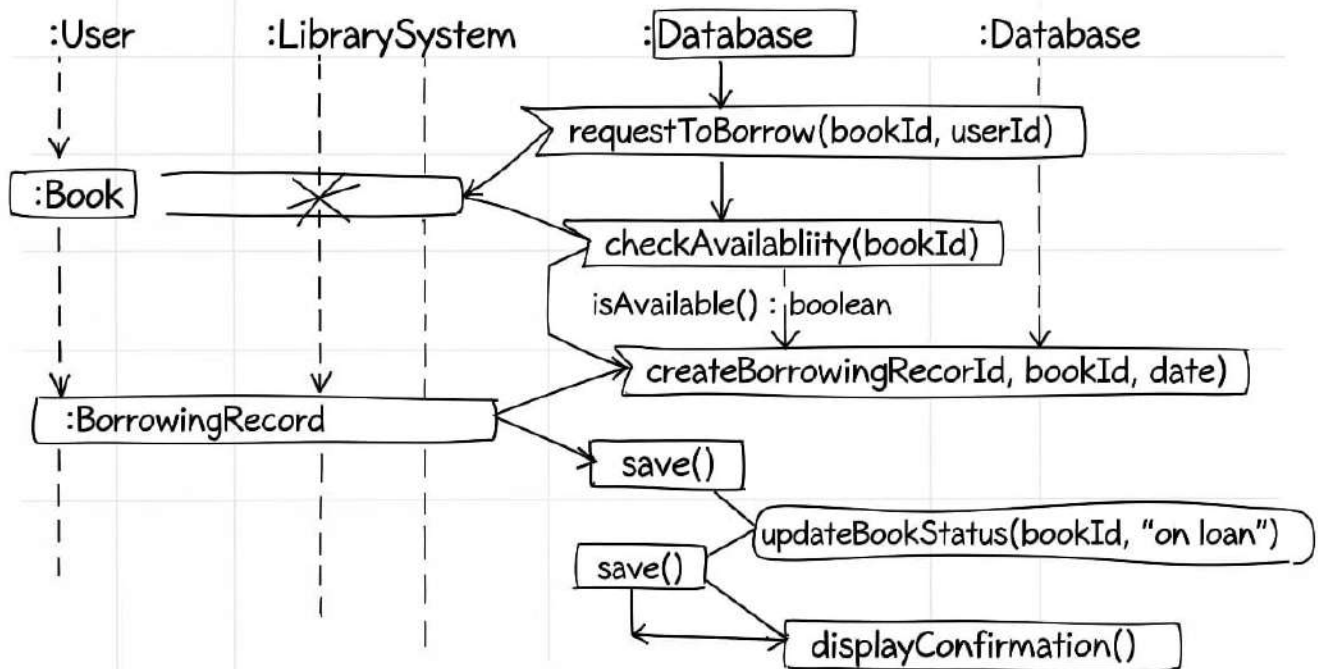 :User :LibrarySystem :Database :Database
requestToBorrow(bookId, userId)
:Book
checkAvailabliity(bookId)
isAvailable() : boolean
createBorrowingRecorId, bookId, date)
:BorrowingRecord
save()
updateBookStatus(bookId, "on loan")
save()
displayConfirmation()